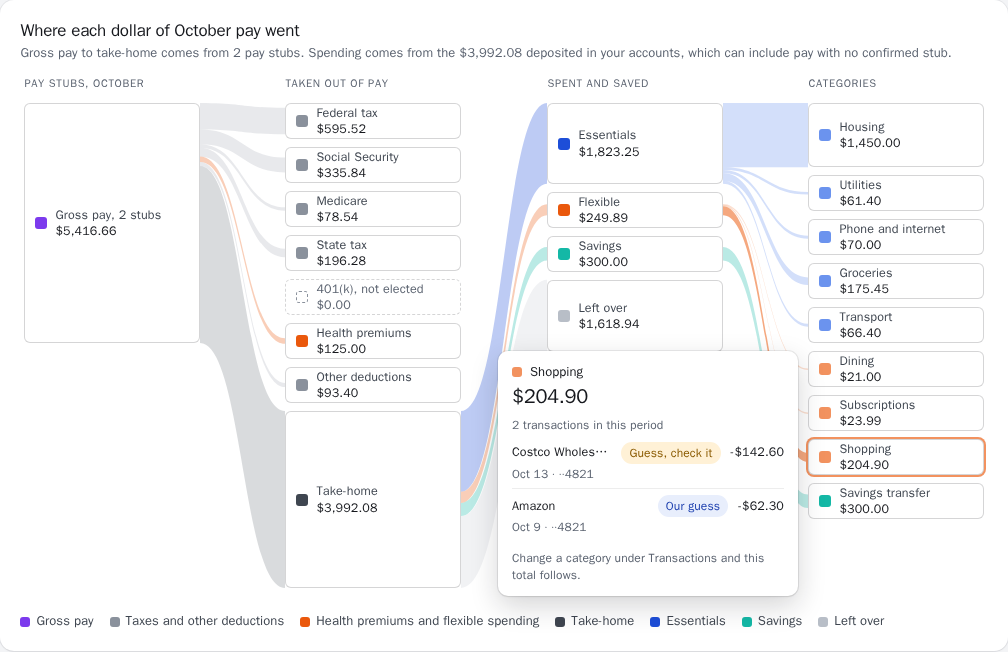 Where each dollar of October pay went
Gross pay to take-home comes from 2 pay stubs. Spending comes from the $3,992.08 deposited in your accounts, which can include pay with no confirmed stub.
PAY STUBS, OCTOBER
TAKEN OUT OF PAY
SPENT AND SAVED
CATEGORIES
Gross pay, 2 stubs
$5,416.66
Federal tax
$595.52
Social Security
$335.84
Medicare
$78.54
State tax
$196.28
401(k), not elected
$0.00
Health premiums
$125.00
Other deductions
$93.40
Take-home
$3,992.08
Essentials
$1,823.25
Flexible
$249.89
Savings
$300.00
Left over
$1,618.94
Housing
$1,450.00
Utilities
$61.40
Phone and internet
$70.00
Groceries
$175.45
Transport
$66.40
Dining
$21.00
Subscriptions
$23.99
Shopping
$204.90
Savings transfer
$300.00
Shopping
$204.90
2 transactions in this period
Costco Wholes··· Guess, check it -$142.60
Oct 13 · ··4821
Amazon Our guess -$62.30
Oct 9 · ··4821
Change a category under Transactions and this
total follows.
Gross pay Taxes and other deductions Health premiums and flexible spending Take-home Essentials Savings Left over